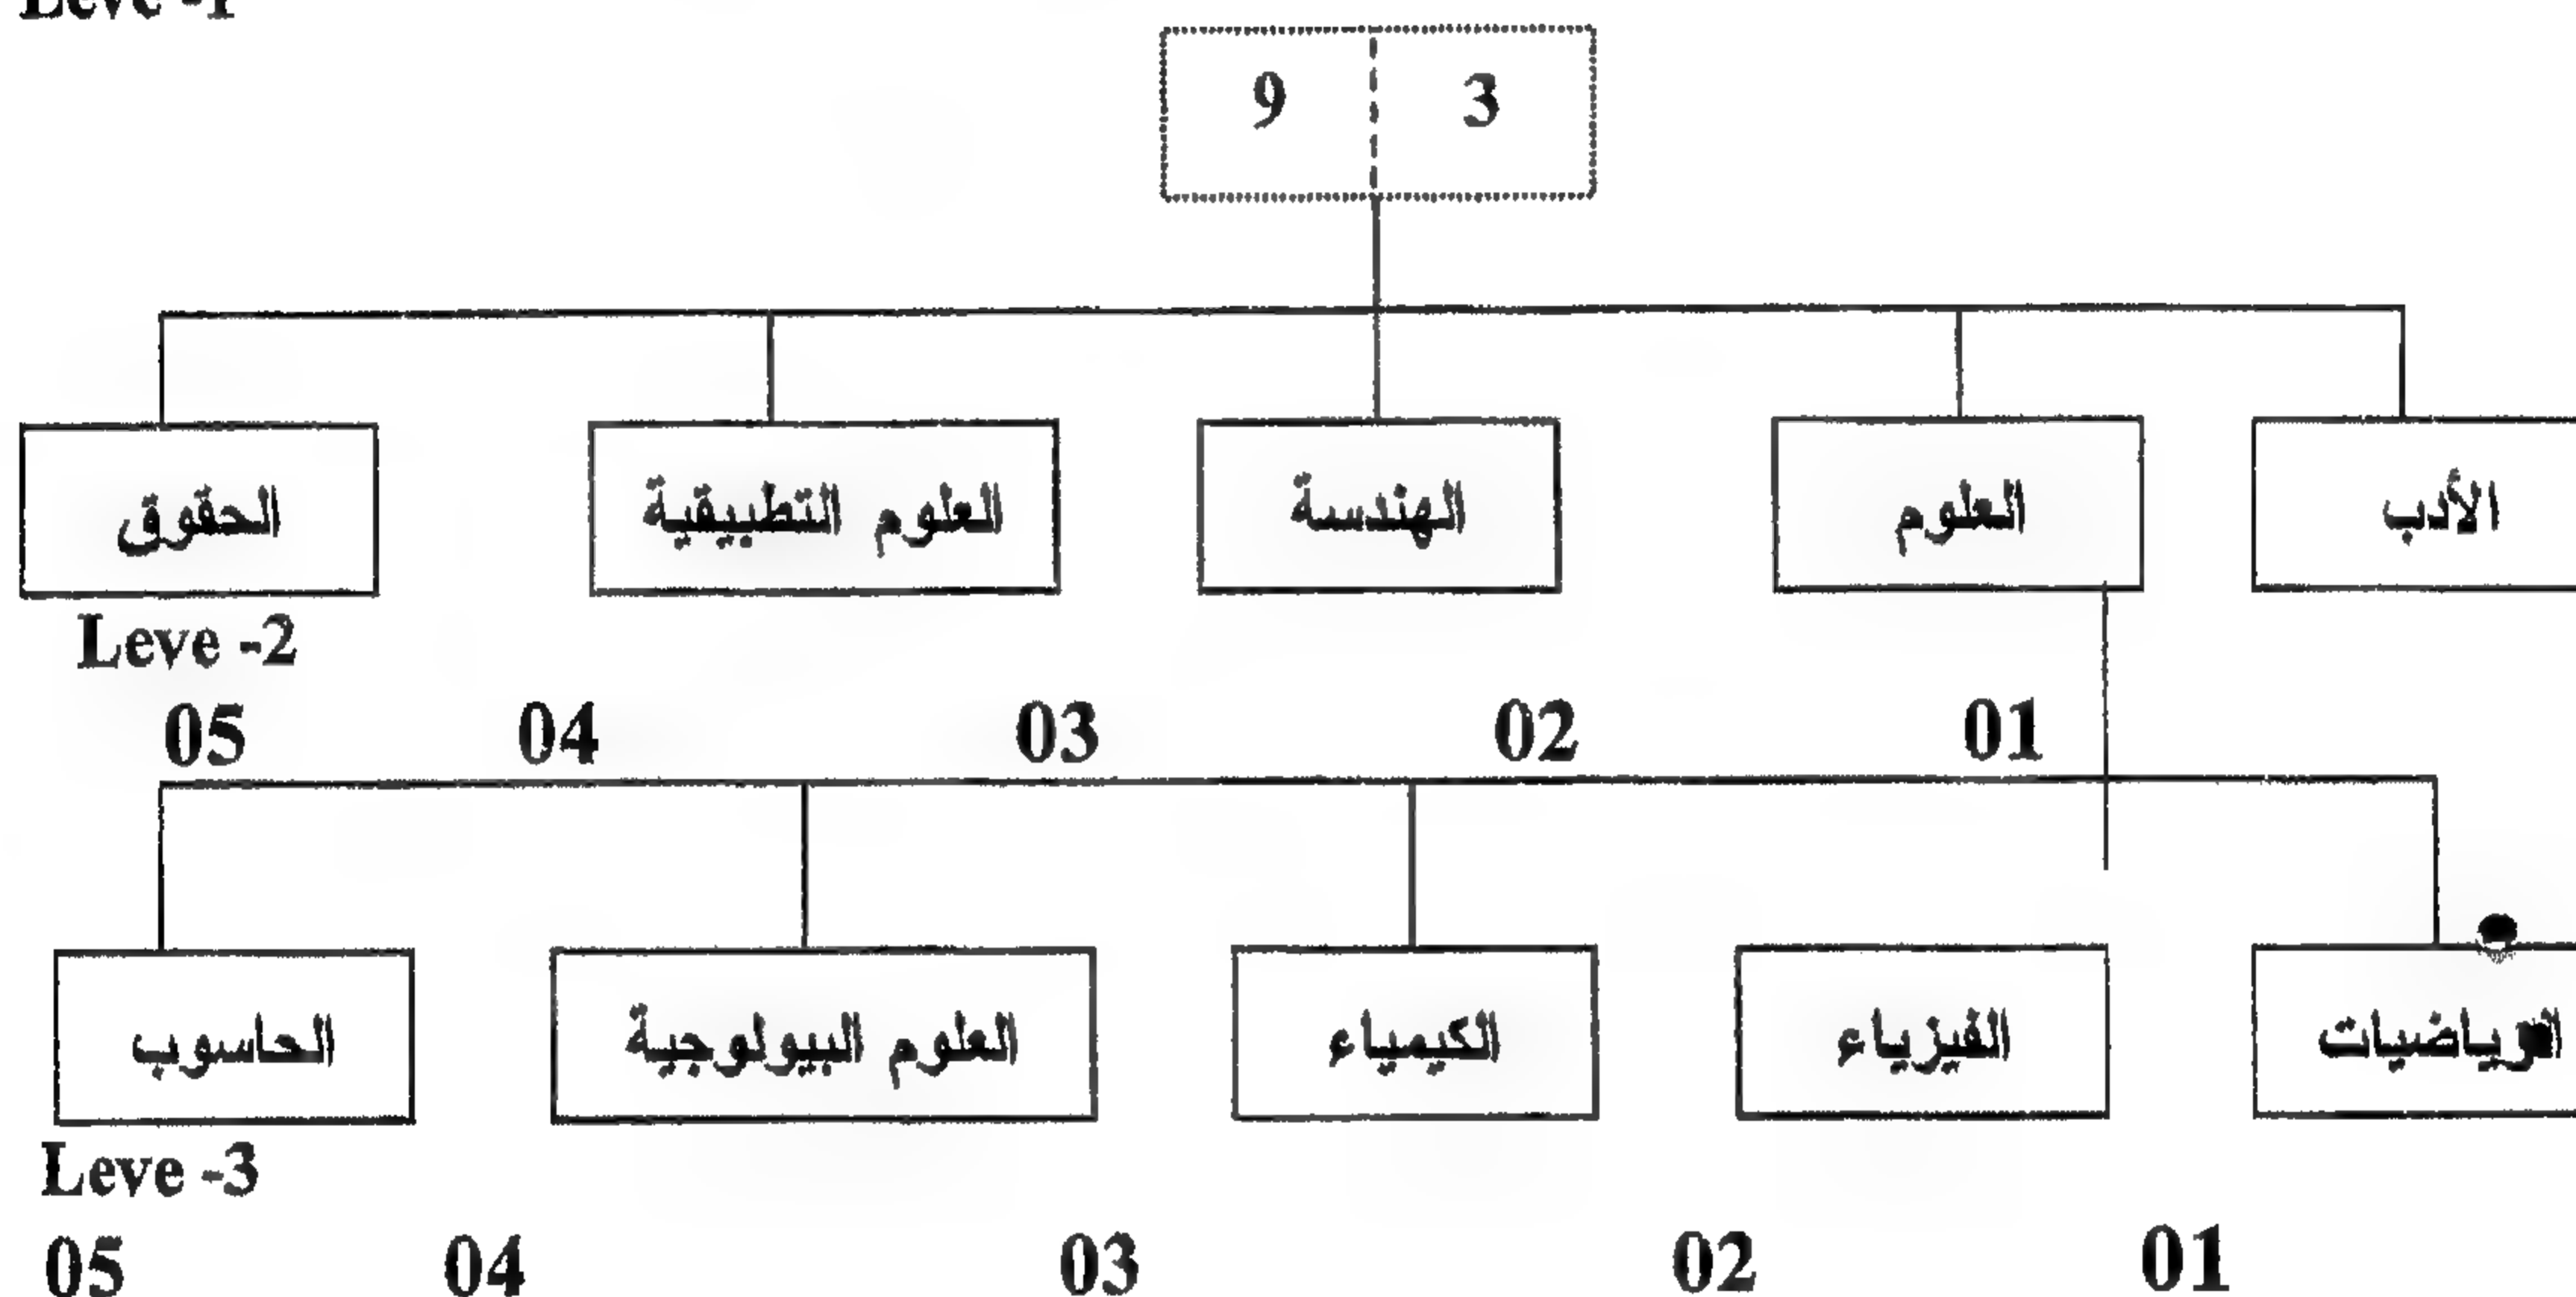 Leve -1
9 3
الأدب العلوم الهندسة العلوم التطبيقية الحقوق
Leve -2
05 04 03 02 01
الرياضيات الفيزياء الكيمياء العلوم البيولوجية الحاسوب
Leve -3
05 04 03 02 01